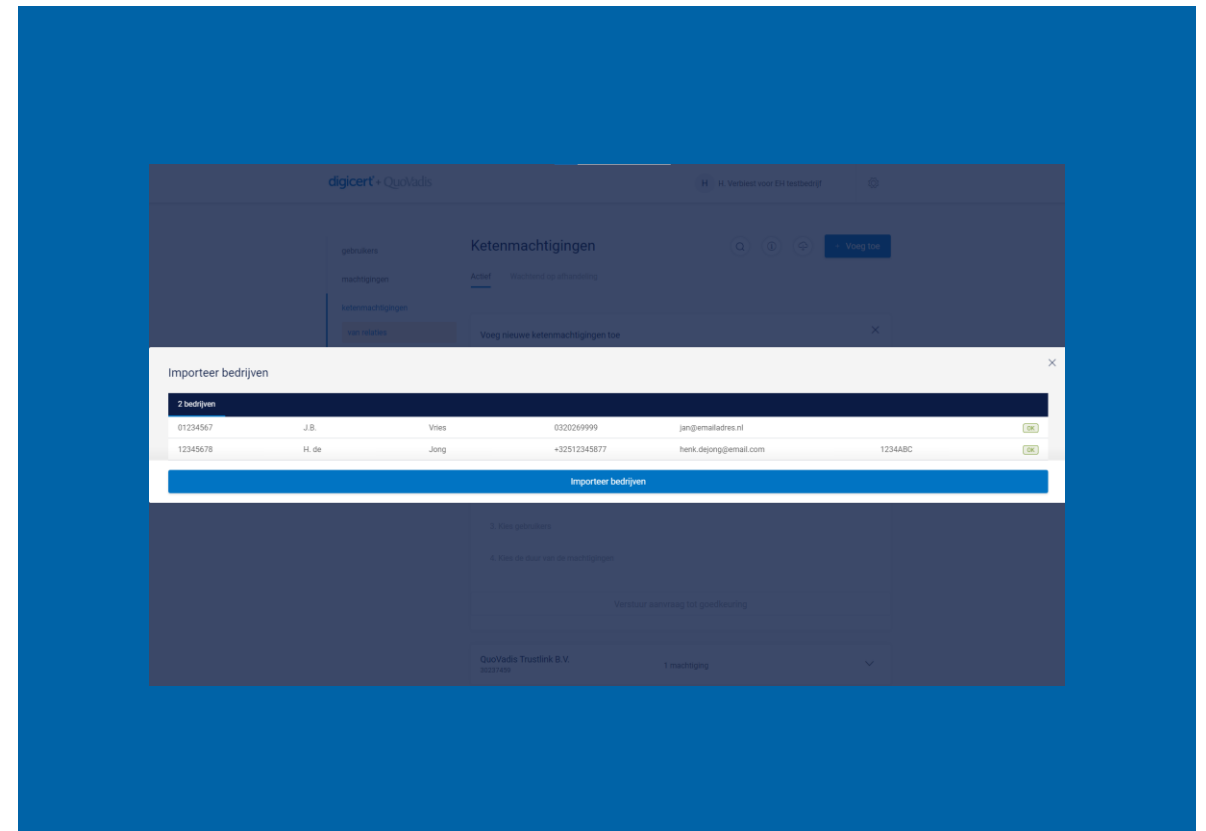 digicert + QuoVadis
H H. Verbeet voor EH testbedrijf
gebruikers
Ketenmachtigingen
+ Voeg toe
machtigingen
Actief
ketenmachtigingen
van relaties
Voeg nieuwe ketenmachtigingen toe
Importeer bedrijven
2 bedrijven
01234567 J.B. Vries 0320269999 jan@emailadres.nl OK
12345678 H. de Jong +32512345877 henk.dejong@email.com 1234ABC OK
Importeer bedrijven
3. Kies gebruikers
4. Kies de duur van de machtigingen
Verstuur aanvraag tot goedkeuring
QuoVadis Trustlink B.V. 1 machtiging